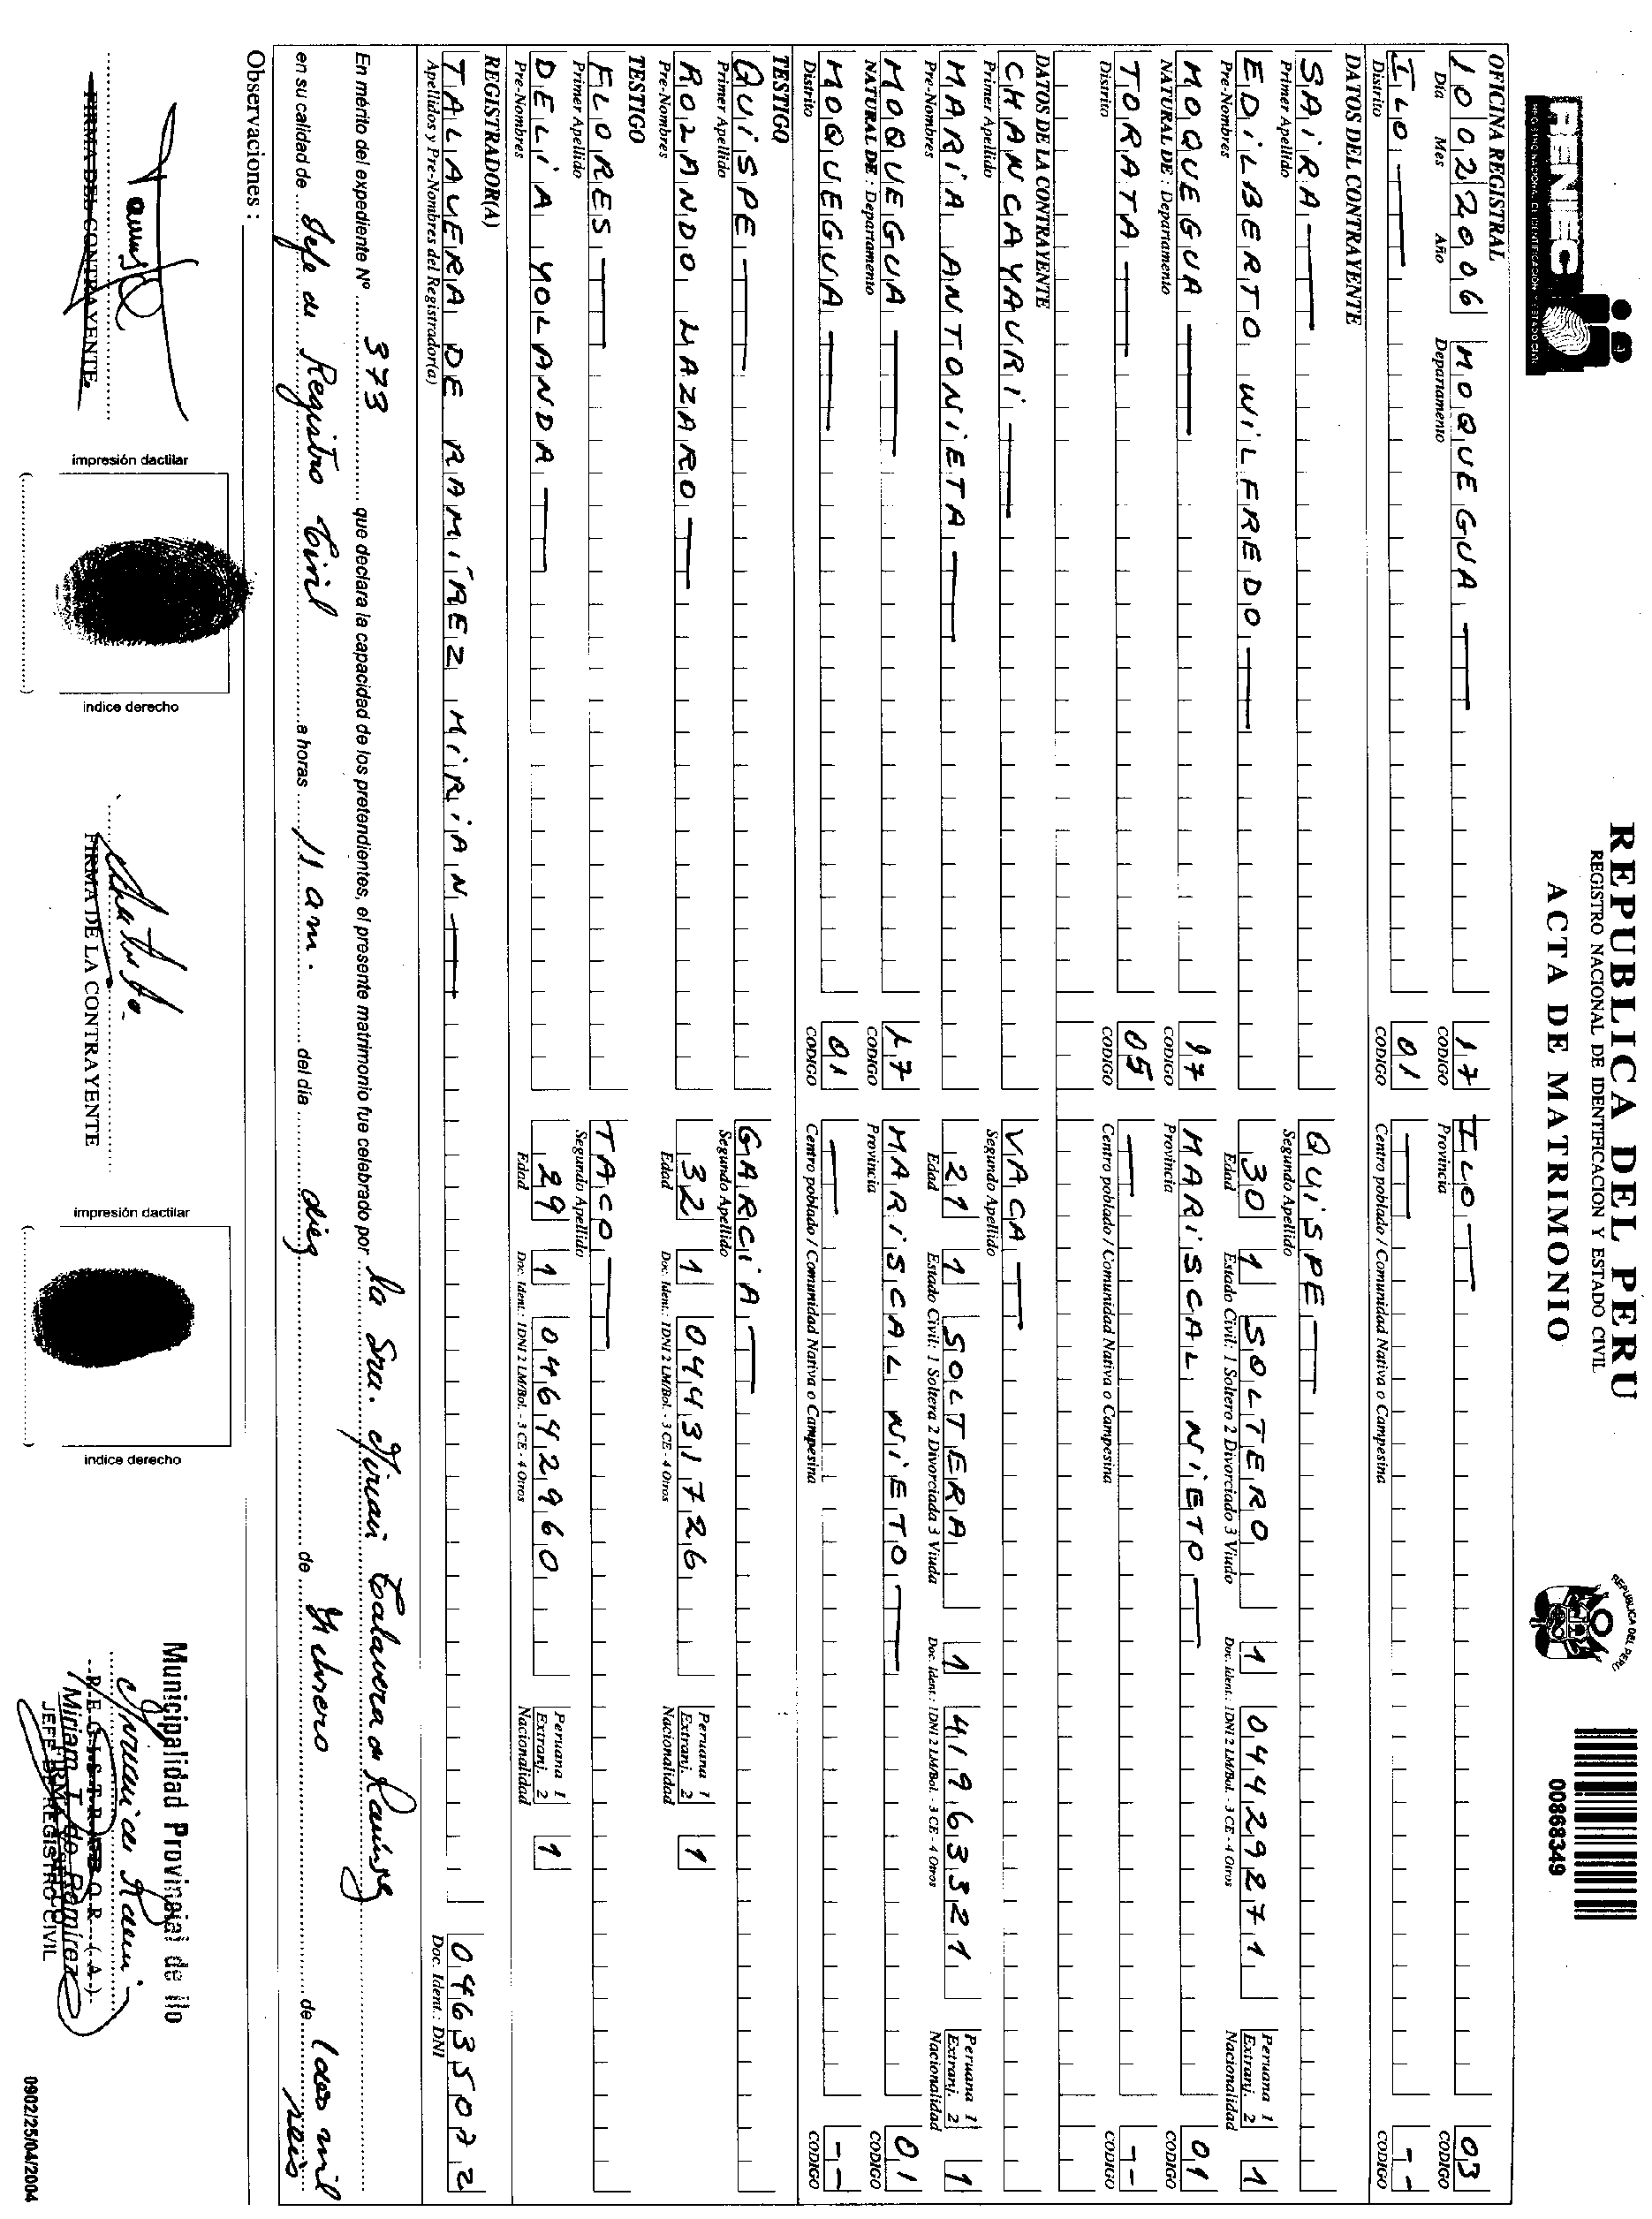 RENIEC
REGISTRO NACIONAL DE IDENTIFICACION Y ESTADO CIVIL
REPUBLICA DEL PERU
REGISTRO NACIONAL DE IDENTIFICACION Y ESTADO CIVIL
ACTA DE MATRIMONIO
REPUBLICA DEL PERU
00868349
OFICINA REGISTRAL
10 02 2006 MOQUEGUA 17 ILO 03
Dia Mes Año Departamento CODIGO Provincia CODIGO
ILO 01 --
Distrito CODIGO Centro poblado / Comunidad Nativa o Campesina CODIGO
DATOS DEL CONTRAYENTE
SAIRA QUISPE
Primer Apellido Segundo Apellido
EDILBERTO WILFREDO 30 1 SOLTERO 1 04429871 Peruana 1 Extranj. 2 1
Pre-Nombres Edad Estado Civil: 1 Soltero 2 Divorciado 3 Viudo Doc. Ident.: 1DNI 2 LM/Bol. - 3 CE - 4 Otros Nacionalidad
MOQUEGUA 17 MARISCAL NIETO 01
NATURAL DE : Departamento CODIGO Provincia CODIGO
TORATA 05 --
Distrito CODIGO Centro poblado / Comunidad Nativa o Campesina CODIGO
DATOS DE LA CONTRAYENTE
CHANCAYAURI VACA
Primer Apellido Segundo Apellido
MARIA ANTONIETA 21 1 SOLTERA 1 41963321 Peruana 1 Extranj. 2 1
Pre-Nombres Edad Estado Civil: 1 Soltera 2 Divorciada 3 Viuda Doc. Ident.: 1DNI 2 LM/Bol. - 3 CE - 4 Otros Nacionalidad
MOQUEGUA 17 MARISCAL NIETO 01
NATURAL DE : Departamento CODIGO Provincia CODIGO
MOQUEGUA 01 --
Distrito CODIGO Centro poblado / Comunidad Nativa o Campesina CODIGO
TESTIGO
QUISPE GARCIA
Primer Apellido Segundo Apellido
ROLANDO NAZARO 32 1 04431726 Peruana 1 Extranj. 2 1
Pre-Nombres Edad Doc. Ident.: 1DNI 2 LM/Bol. - 3 CE - 4 Otros Nacionalidad
TESTIGO
FLORES TACO
Primer Apellido Segundo Apellido
DELIA YOLANDA 29 1 04642960 Peruana 1 Extranj. 2 1
Pre-Nombres Edad Doc. Ident.: 1DNI 2 LM/Bol. - 3 CE - 4 Otros Nacionalidad
REGISTRADOR(A)
TALAVERA DE RAMIREZ MIRIAN 04635072
Apellidos y Pre-Nombres del Registrador(a) Doc. Ident.: DNI
En mérito del expediente Nº 373 que declara la capacidad de los pretendientes, el presente matrimonio fue celebrado por la Sra. Mirian Talavera de Ramírez
en su calidad de Jefe de Registro Civil a horas 11 am. del día diez de Febrero de dos mil seis
Observaciones :
FIRMA DEL CONTRAYENTE
impresión dactilar
indice derecho
FIRMA DE LA CONTRAYENTE
impresión dactilar
indice derecho
Municipalidad Provincial de Ilo
REGISTRADOR (A)
Miriam T. de Ramirez
JEFE DE REGISTRO CIVIL
0902/25/04/2004